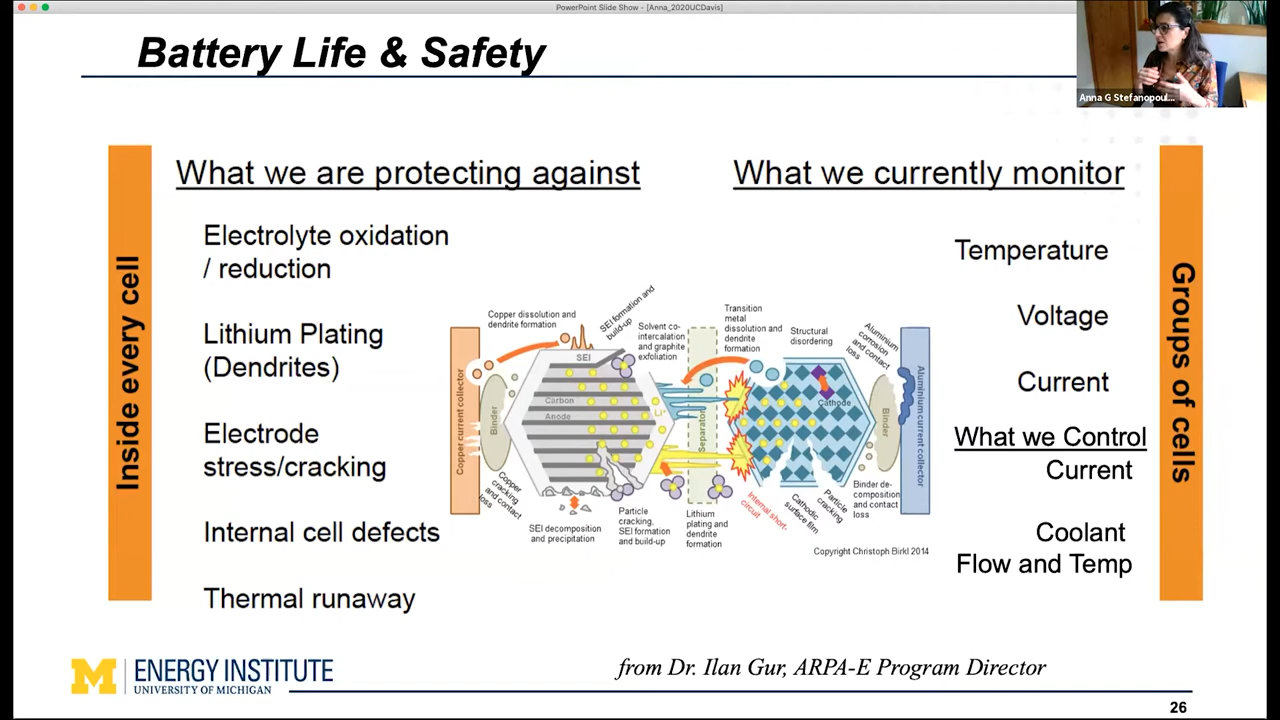 PowerPoint Slide Show - [Anna_2020UCDavis]
Battery Life & Safety
Anna G Stefanopoul...
What we are protecting against
Inside every cell
Electrolyte oxidation
/ reduction
Lithium Plating
(Dendrites)
Electrode
stress/cracking
Internal cell defects
Thermal runaway
Copper dissolution and
dendrite formation
SEI formation and
build-up
Solvent co-
intercalation and
graphite
exfoliation
Transition
metal
dissolution and
dendrite
formation
Structural
disordering
Aluminium
corrosion
and contact
loss
Copper current collector
Binder
SEI
Carbon
Anode
Li+
Separator
Cathode
Binder
Aluminium current collector
Copper
cracking
and contact
loss
SEI decomposition
and precipitation
Particle
cracking,
SEI formation
and build-up
Lithium
plating and
dendrite
formation
Internal short-
circuit
Cathodic
surface film
Particle
cracking
Binder de-
composition
and contact
loss
Copyright Christoph Birkl 2014
What we currently monitor
Temperature
Voltage
Current
What we Control
Current
Coolant
Flow and Temp
Groups of cells
M ENERGY INSTITUTE
UNIVERSITY OF MICHIGAN
from Dr. Ilan Gur, ARPA-E Program Director
26